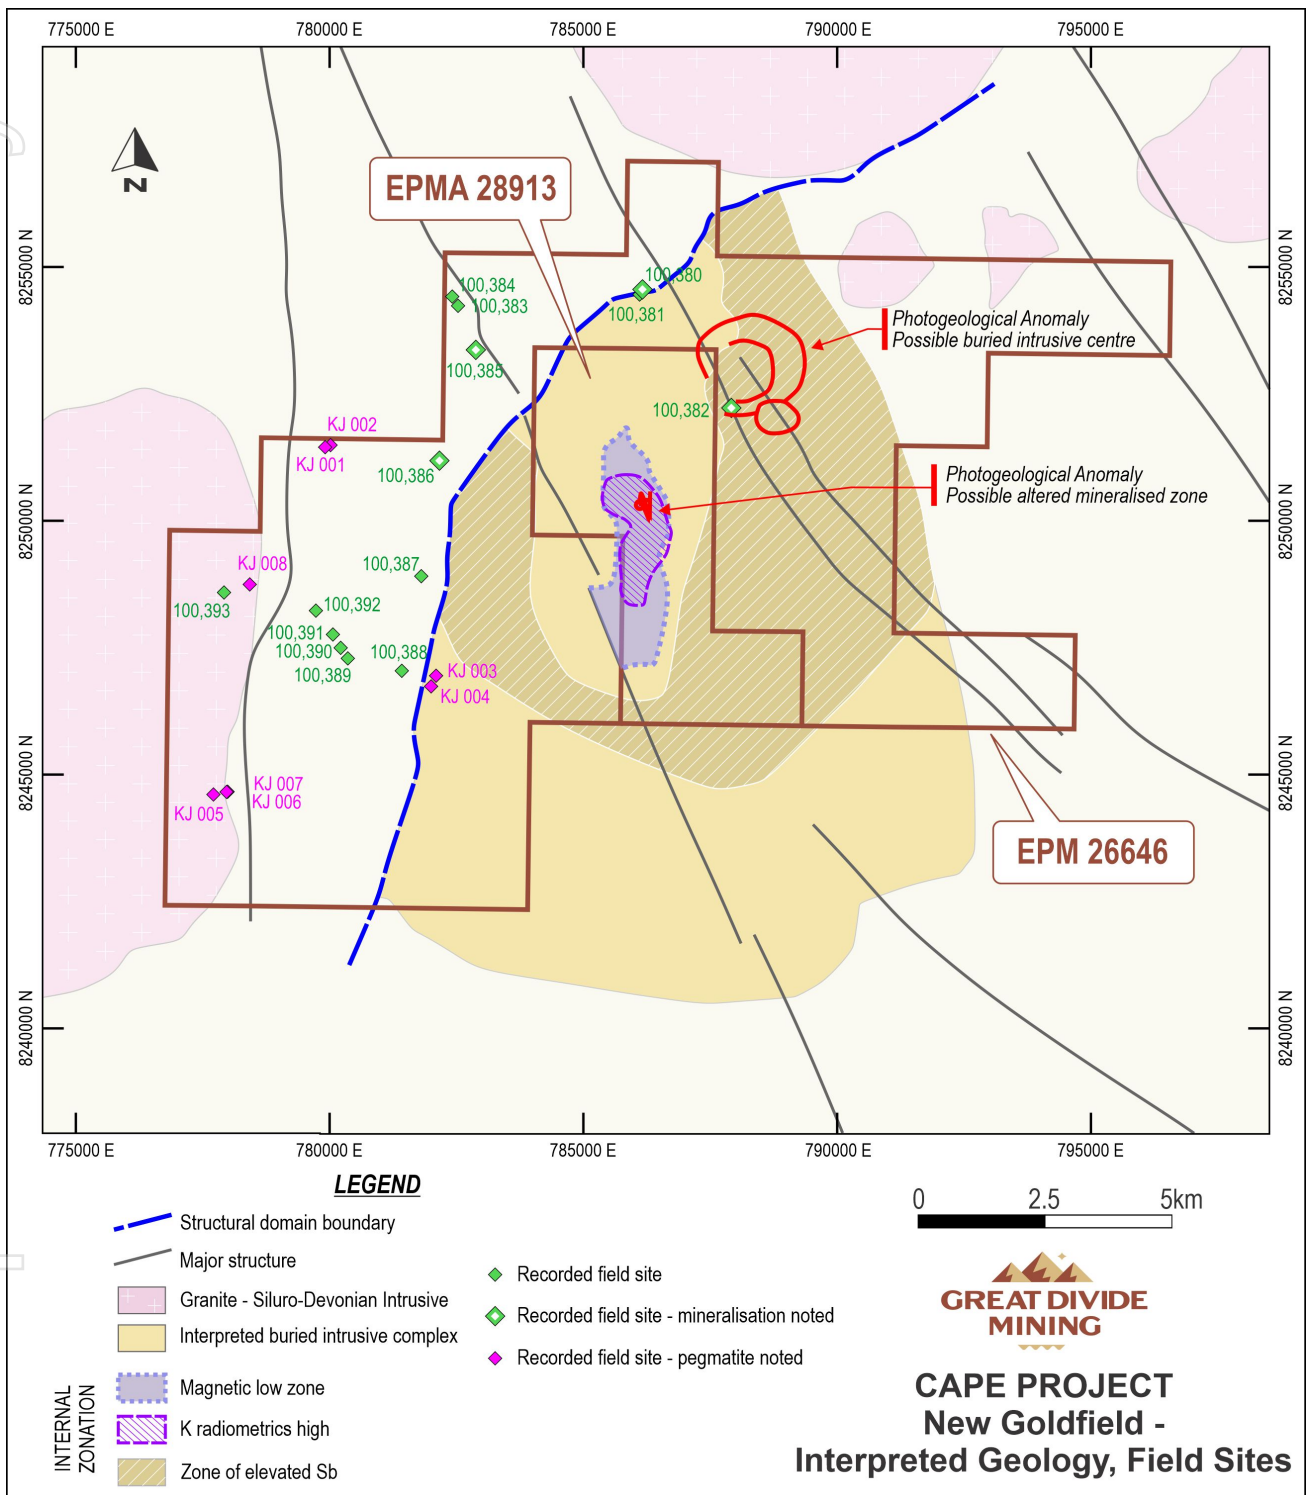 775000 E
780000 E
785000 E
790000 E
795000 E
N
EPMA 28913
8255000 N
8255000 N
100,380
100,384
100,383
100,381
Photogeological Anomaly
Possible buried intrusive centre
100,385
100,382
KJ 002
KJ 001
100,386
Photogeological Anomaly
Possible altered mineralised zone
8250000 N
8250000 N
KJ 008
100,387
100,393
100,392
100,391
100,390
100,388
100,389
KJ 003
KJ 004
8245000 N
8245000 N
KJ 007
KJ 006
KJ 005
EPM 26646
8240000 N
8240000 N
775000 E
780000 E
785000 E
790000 E
795000 E
LEGEND
Structural domain boundary
Major structure
Granite - Siluro-Devonian Intrusive
Interpreted buried intrusive complex
INTERNAL
ZONATION
Magnetic low zone
K radiometrics high
Zone of elevated Sb
Recorded field site
Recorded field site - mineralisation noted
Recorded field site - pegmatite noted
0 2.5 5km
GREAT DIVIDE
MINING
CAPE PROJECT
New Goldfield -
Interpreted Geology, Field Sites